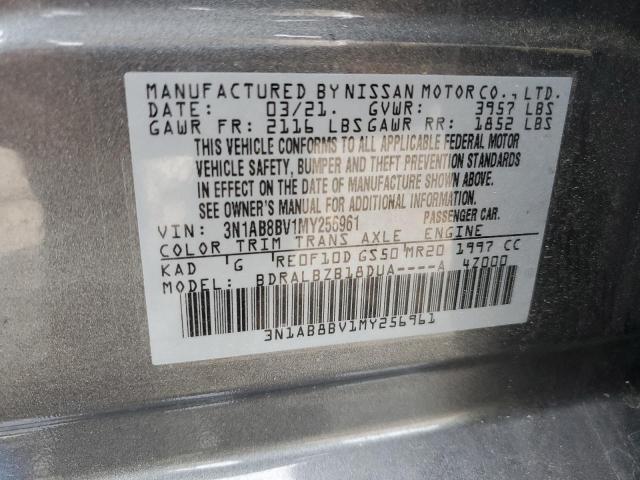 MANUFACTURED BY NISSAN MOTOR CO., LTD.
DATE: 03/21. GVWR: 3957 LBS
GAWR FR: 2116 LBS GAWR RR: 1852 LBS
THIS VEHICLE CONFORMS TO ALL APPLICABLE FEDERAL MOTOR
VEHICLE SAFETY, BUMPER AND THEFT PREVENTION STANDARDS
IN EFFECT ON THE DATE OF MANUFACTURE SHOWN ABOVE.
SEE OWNER'S MANUAL FOR ADDITIONAL INFORMATION.
VIN: 3N1AB8BV1MY256961 PASSENGER CAR.
COLOR TRIM TRANS AXLE ENGINE
KAD G RE0F10D GS50 MR20 1997 CC
MODEL: BDRALBZB18DUA----A 4Z000
3N1AB8BV1MY256961